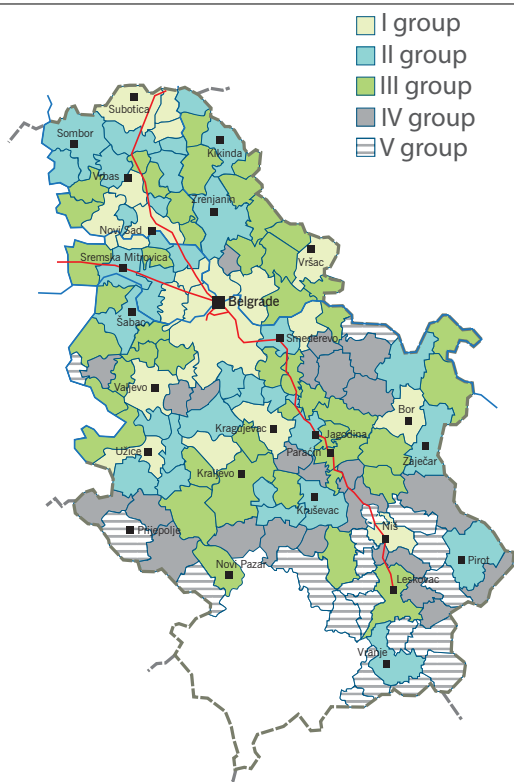 I group
II group
III group
IV group
V group
Subotica
Sombor
Kikinda
Vrbas
Zrenjanin
Novi Sad
Sremska Mitrovica
Vršac
Belgrade
Šabac
Smederevo
Valjevo
Bor
Kragujevac
Jagodina
Užice
Paraćin
Zaječar
Kraljevo
Kruševac
Prijepolje
Niš
Pirot
Novi Pazar
Leskovac
Vranje